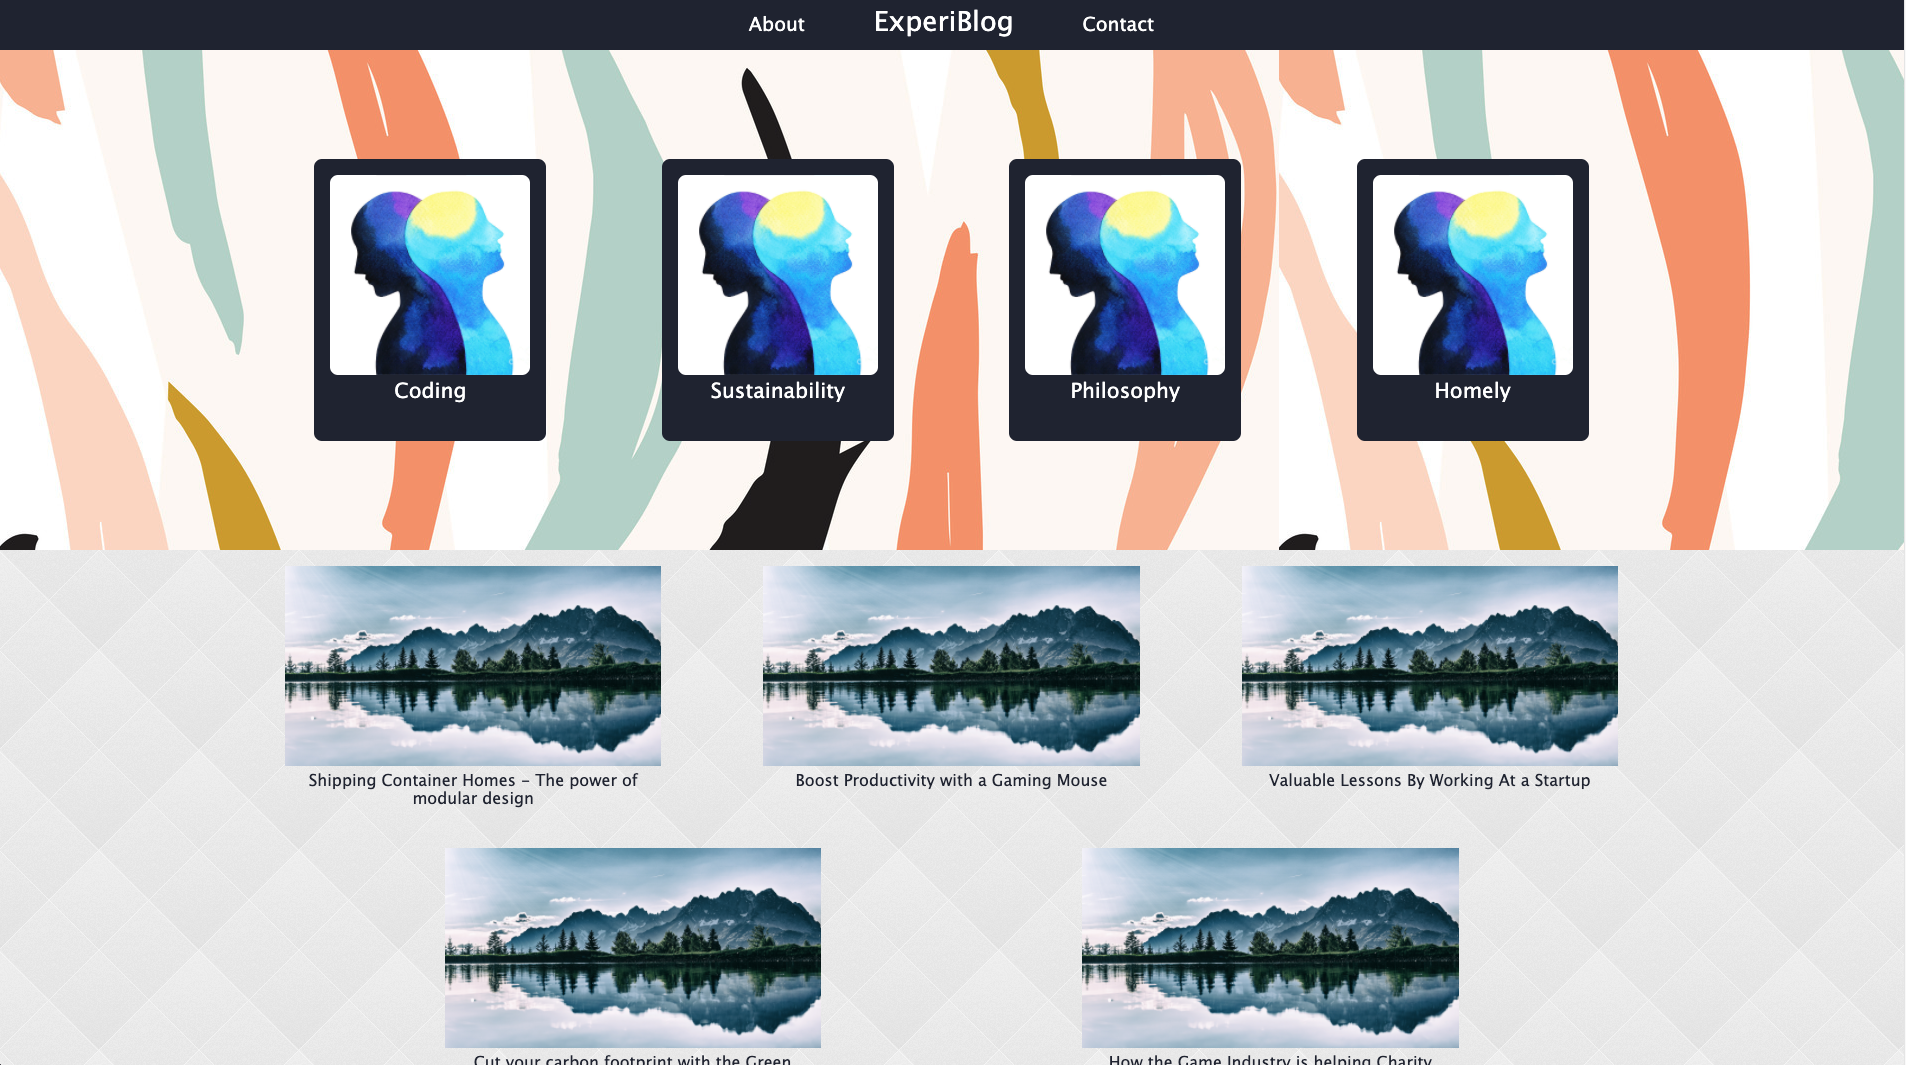 About
ExperiBlog
Contact
Coding
Sustainability
Philosophy
Homely
Shipping Container Homes - The power of
modular design
Boost Productivity with a Gaming Mouse
Valuable Lessons By Working At a Startup
Cut your carbon footprint with the Green
How the Game Industry is helping Charity